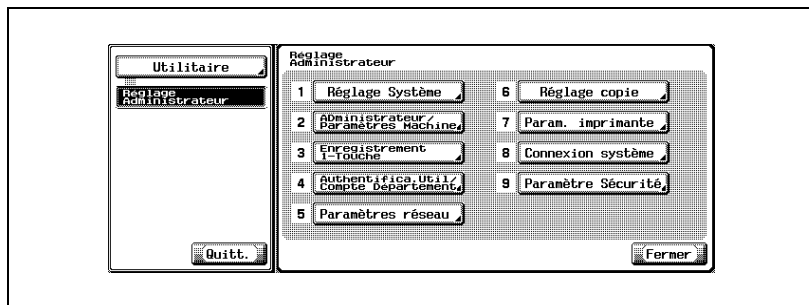 Utilitaire
Réglage
Administrateur
Quitt.
Réglage
Administrateur
1 Réglage Système
2 ADministrateur/
Paramètres Machine
3 Enregistrement
1-Touche
4 Authentifica.Util/
Compte Département
5 Paramètres réseau
6 Réglage copie
7 Param. imprimante
8 Connexion système
9 Paramètre Sécurité
Fermer